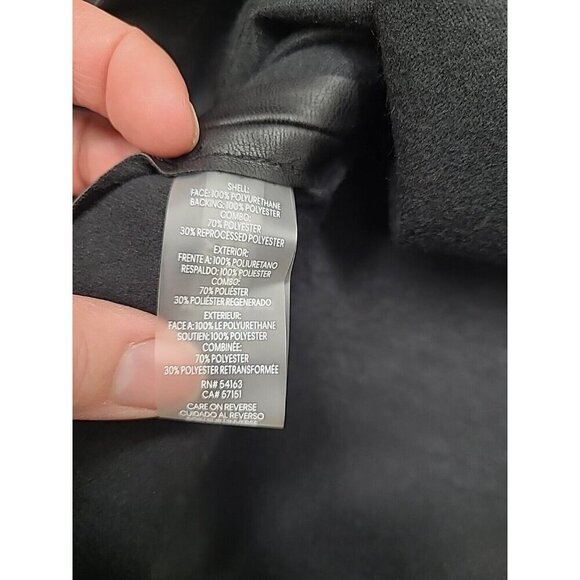 SHELL:
FACE: 100% POLYURETHANE
BACKING: 100% POLYESTER
COMBO:
70% POLYESTER
30% REPROCESSED POLYESTER
EXTERIOR:
FRENTE A: 100% POLIURETANO
RESPALDO: 100% POLIESTER
COMBO:
70% POLIÉSTER
30% POLIÉSTER REGENERADO
EXTERIEUR:
FACE A: 100% LE POLYURETHANE
SOUTIEN: 100% POLYESTER
COMBINÉE:
70% POLYESTER
30% POLYESTER RETRANSFORMÉE
RN# 54163
CA# 57151
CARE ON REVERSE
CUIDADO AL REVERSO